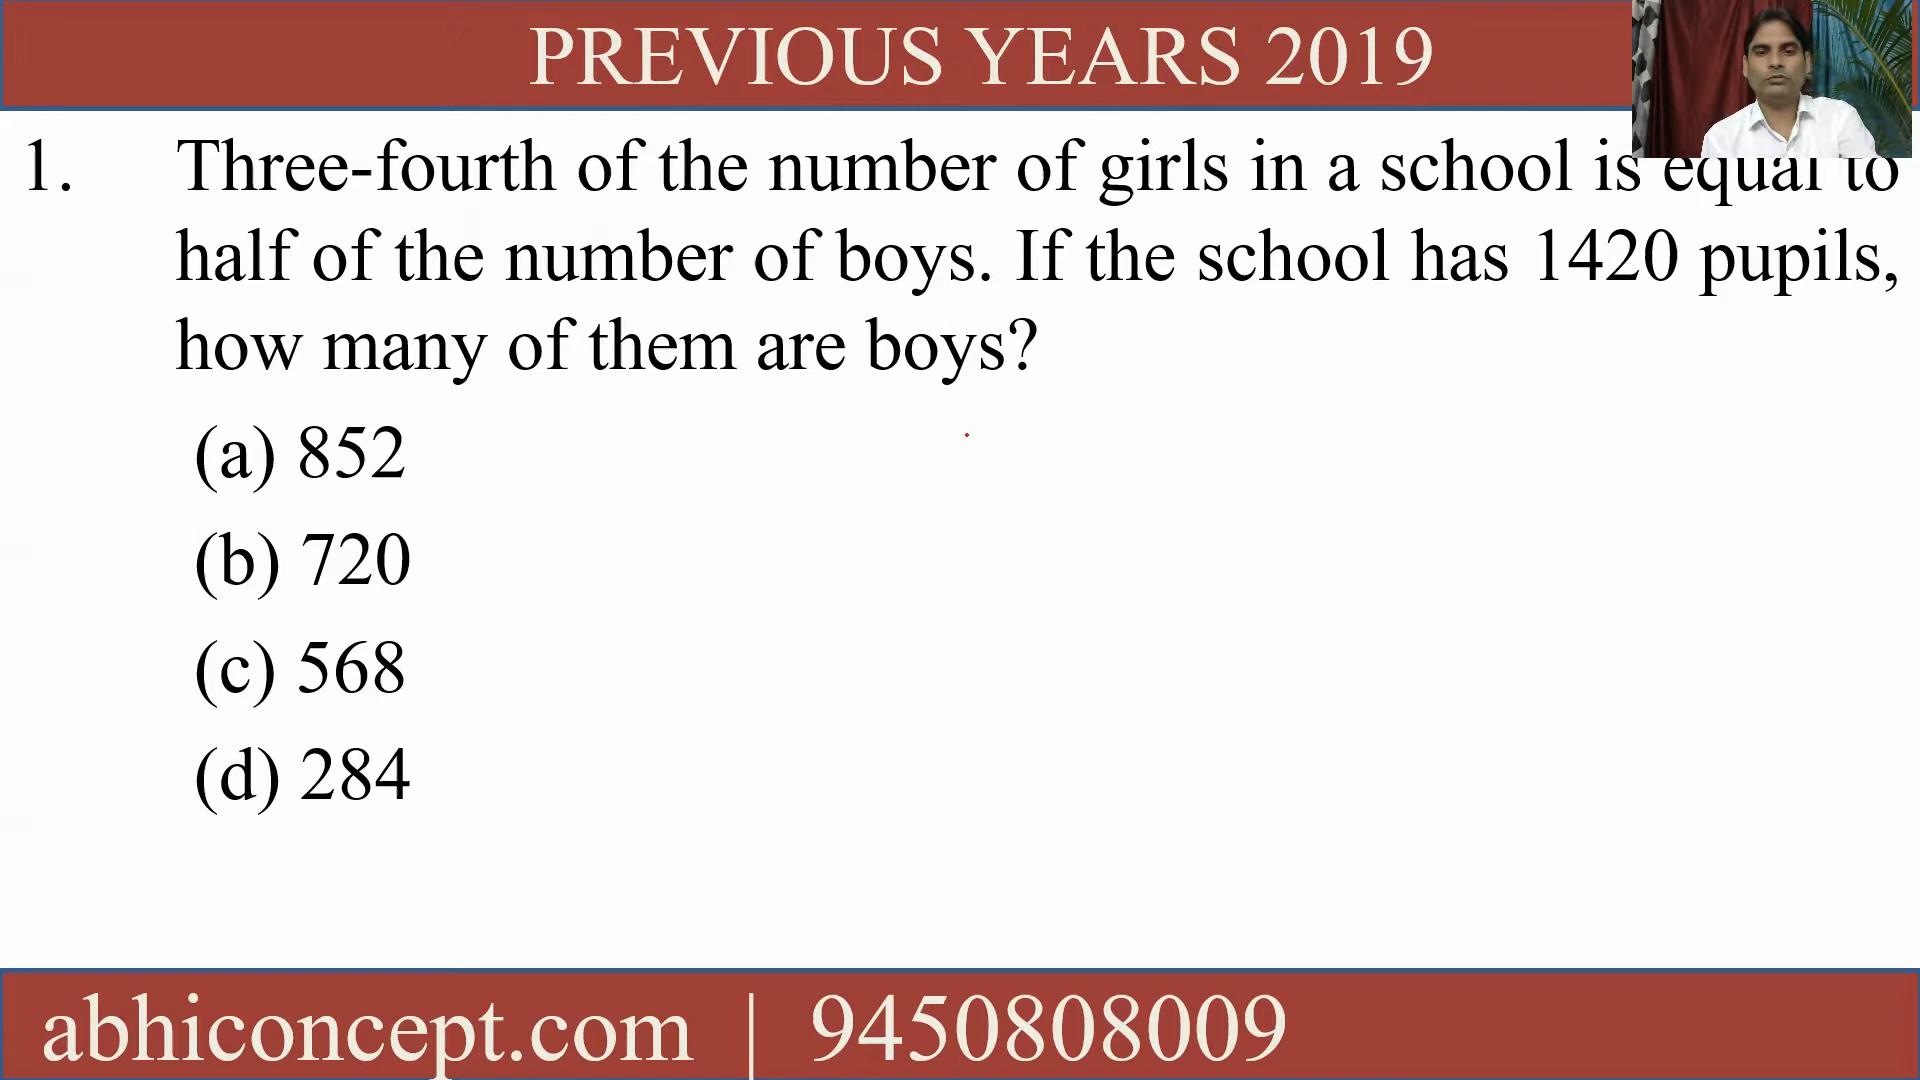 PREVIOUS YEARS 2019
1. Three-fourth of the number of girls in a school is equal to
half of the number of boys. If the school has 1420 pupils,
how many of them are boys?
(a) 852
(b) 720
(c) 568
(d) 284
abhiconcept.com | 9450808009